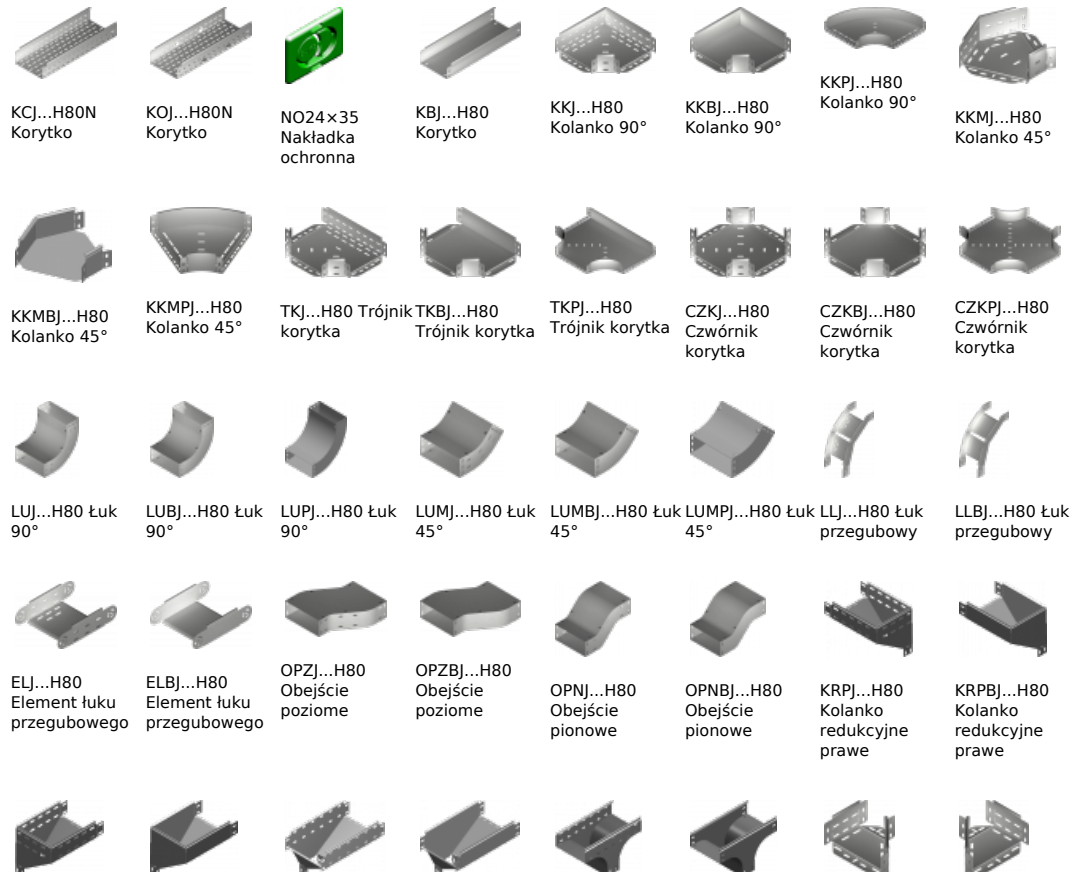 KCJ...H80N
Korytko
KOJ...H80N
Korytko
NO24×35
Nakładka
ochronna
KBJ...H80
Korytko
KKJ...H80
Kolanko 90°
KKBJ...H80
Kolanko 90°
KKPJ...H80
Kolanko 90°
KKMJ...H80
Kolanko 45°
KKMBJ...H80
Kolanko 45°
KKMPJ...H80
Kolanko 45°
TKJ...H80 Trójnik
korytka
TKBJ...H80
Trójnik korytka
TKPJ...H80
Trójnik korytka
CZKJ...H80
Czwórnik
korytka
CZKBJ...H80
Czwórnik
korytka
CZKPJ...H80
Czwórnik
korytka
LUJ...H80 Łuk
90°
LUBJ...H80 Łuk
90°
LUPJ...H80 Łuk
90°
LUMJ...H80 Łuk
45°
LUMBJ...H80 Łuk
45°
LUMPJ...H80 Łuk
45°
LLJ...H80 Łuk
przegubowy
LLBJ...H80 Łuk
przegubowy
ELJ...H80
Element łuku
przegubowego
ELBJ...H80
Element łuku
przegubowego
OPZJ...H80
Obejście
poziome
OPZBJ...H80
Obejście
poziome
OPNJ...H80
Obejście
pionowe
OPNBJ...H80
Obejście
pionowe
KRPJ...H80
Kolanko
redukcyjne
prawe
KRPBJ...H80
Kolanko
redukcyjne
prawe